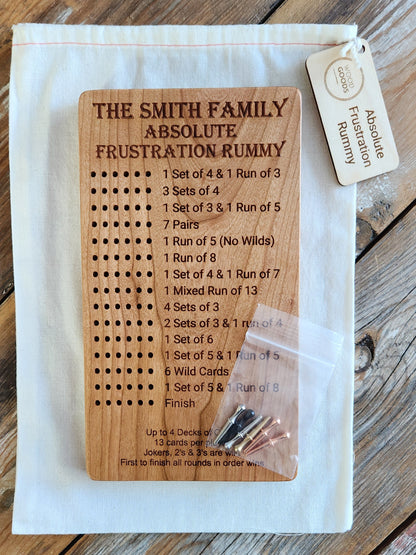 THE SMITH FAMILY
ABSOLUTE
FRUSTRATION RUMMY
1 Set of 4 & 1 Run of 3
3 Sets of 4
1 Set of 3 & 1 Run of 5
7 Pairs
1 Run of 5 (No Wilds)
1 Run of 8
1 Set of 4 & 1 Run of 7
1 Mixed Run of 13
4 Sets of 3
2 Sets of 3 & 1 run of 4
1 Set of 6
1 Set of 5 & 1 Run of 5
6 Wild Cards
1 Set of 5 & 1 Run of 8
Finish
Up to 4 Decks of
13 cards per
Jokers, 2's & 3's are
First to finish all rounds in order wins
WOOD
GOODS
Absolute
Frustration
Rummy